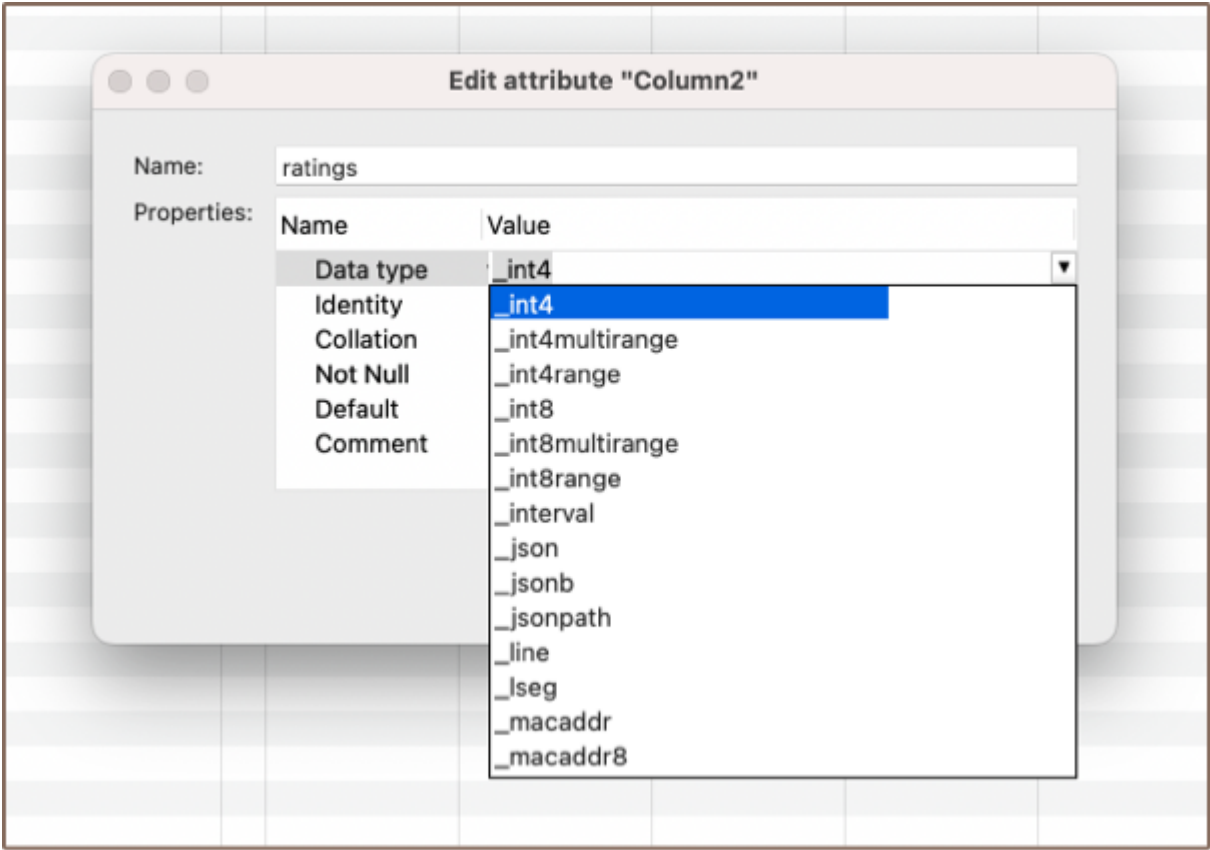 Edit attribute "Column2"
Name: ratings
Properties:
Name Value
Data type _int4 ▼
Identity _int4
Collation _int4multirange
Not Null _int4range
Default _int8
Comment _int8multirange
_int8range
_interval
_json
_jsonb
_jsonpath
_line
_lseg
_macaddr
_macaddr8